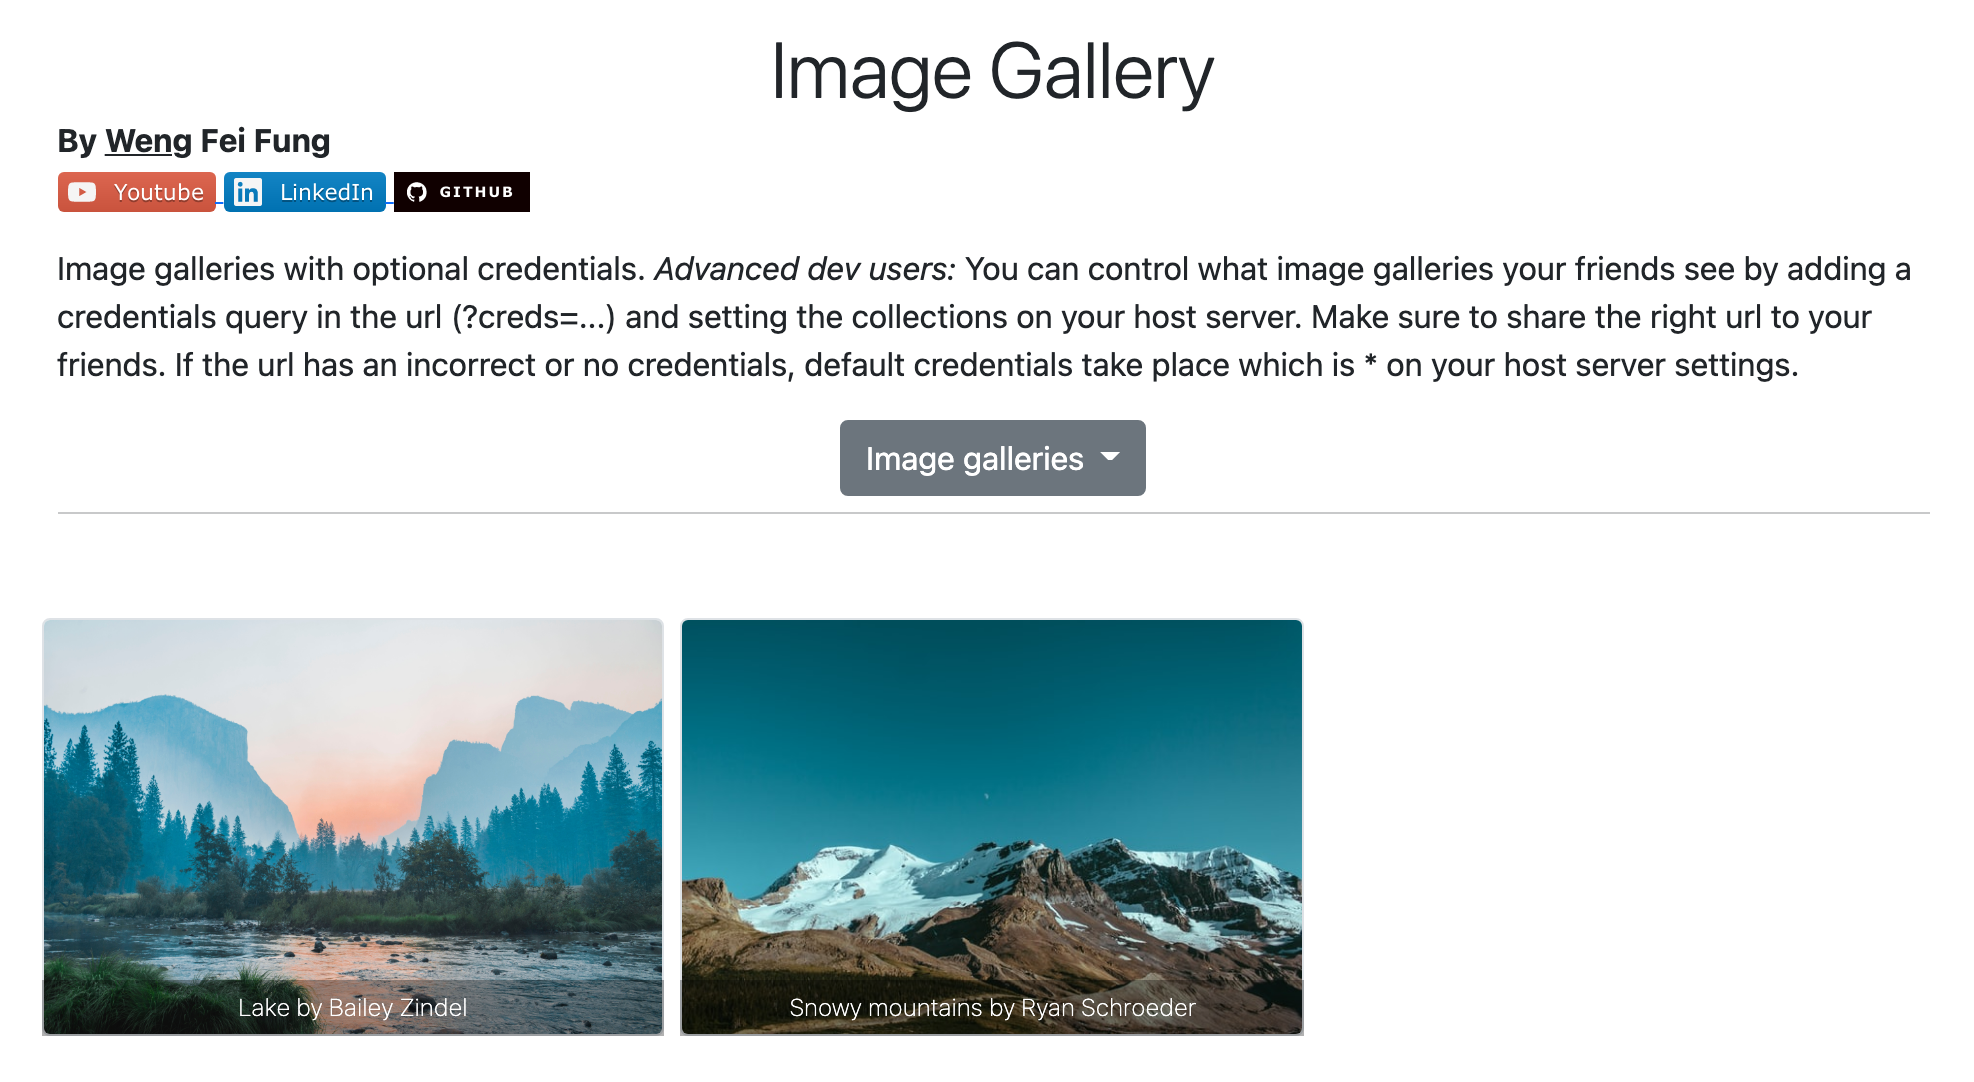 Image Gallery
By Weng Fei Fung
Youtube LinkedIn GITHUB
Image galleries with optional credentials. Advanced dev users: You can control what image galleries your friends see by adding a
credentials query in the url (?creds=...) and setting the collections on your host server. Make sure to share the right url to your
friends. If the url has an incorrect or no credentials, default credentials take place which is * on your host server settings.
Image galleries
Lake by Bailey Zindel
Snowy mountains by Ryan Schroeder